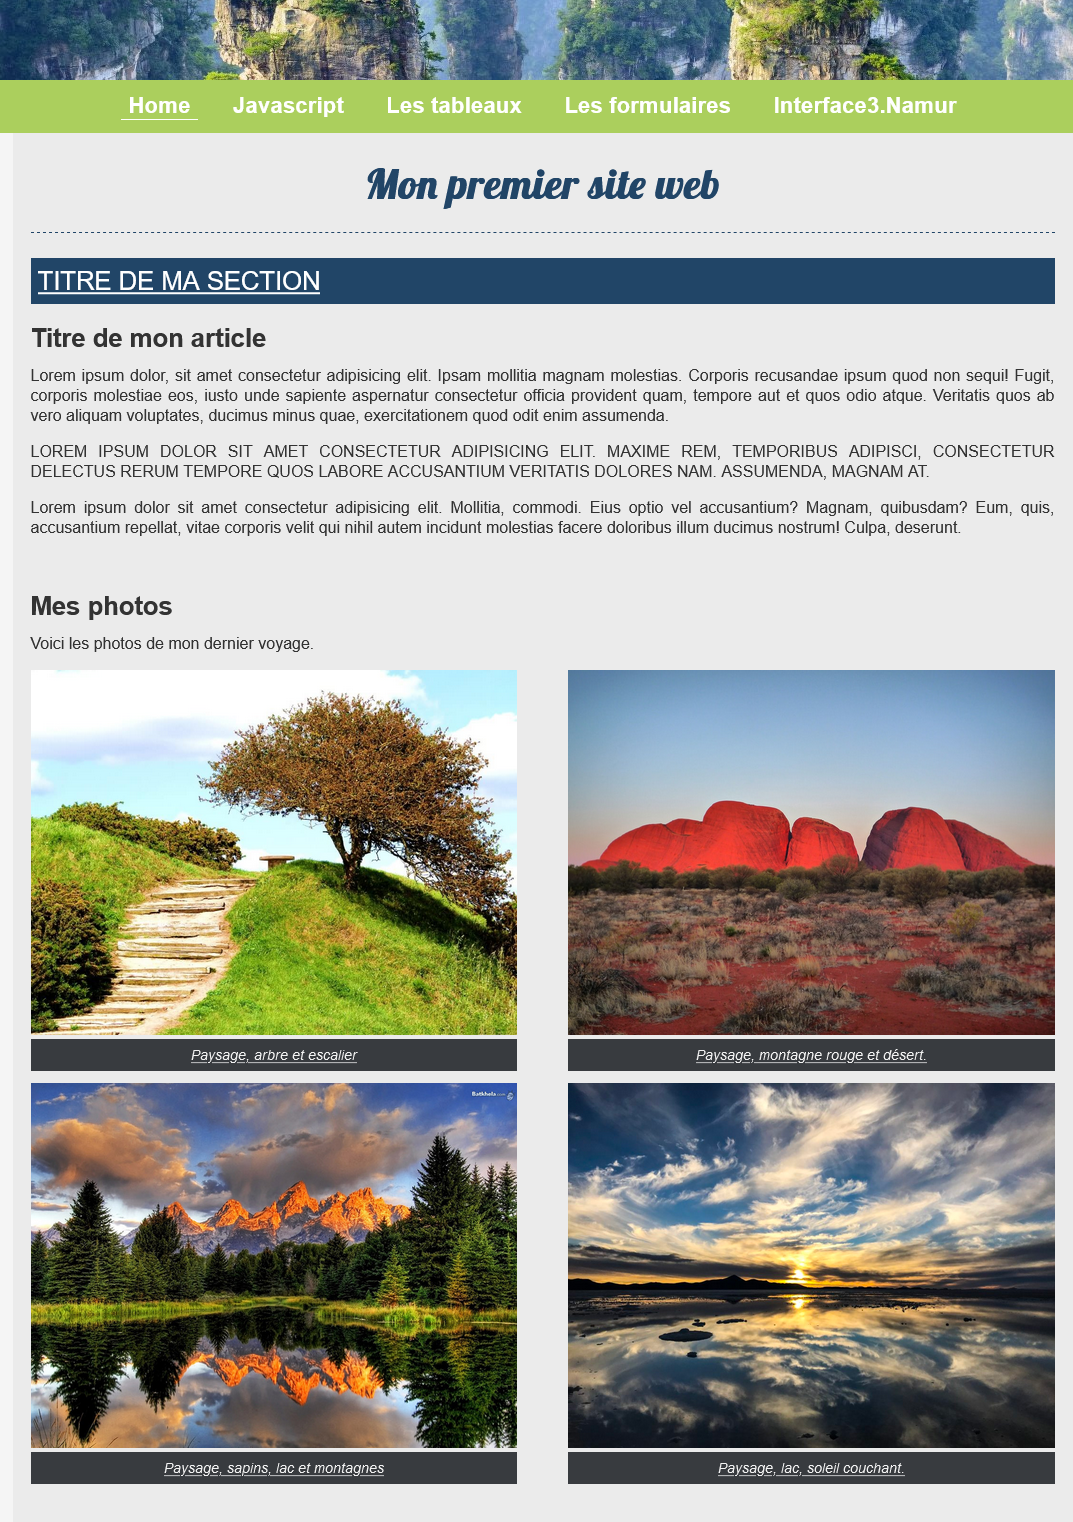 Home Javascript Les tableaux Les formulaires Interface3.Namur
Mon premier site web
TITRE DE MA SECTION
Titre de mon article
Lorem ipsum dolor, sit amet consectetur adipisicing elit. Ipsam mollitia magnam molestias. Corporis recusandae ipsum quod non sequi! Fugit,
corporis molestiae eos, iusto unde sapiente aspernatur consectetur officia provident quam, tempore aut et quos odio atque. Veritatis quos ab
vero aliquam voluptates, ducimus minus quae, exercitationem quod odit enim assumenda.
LOREM IPSUM DOLOR SIT AMET CONSECTETUR ADIPISICING ELIT. MAXIME REM, TEMPORIBUS ADIPISCI, CONSECTETUR
DELECTUS RERUM TEMPORE QUOS LABORE ACCUSANTIUM VERITATIS DOLORES NAM. ASSUMENDA, MAGNAM AT.
Lorem ipsum dolor sit amet consectetur adipisicing elit. Mollitia, commodi. Eius optio vel accusantium? Magnam, quibusdam? Eum, quis,
accusantium repellat, vitae corporis velit qui nihil autem incidunt molestias facere doloribus illum ducimus nostrum! Culpa, deserunt.
Mes photos
Voici les photos de mon dernier voyage.
Paysage, arbre et escalier
Paysage, montagne rouge et désert.
Batkhela.com
Paysage, sapins, lac et montagnes
Paysage, lac, soleil couchant.